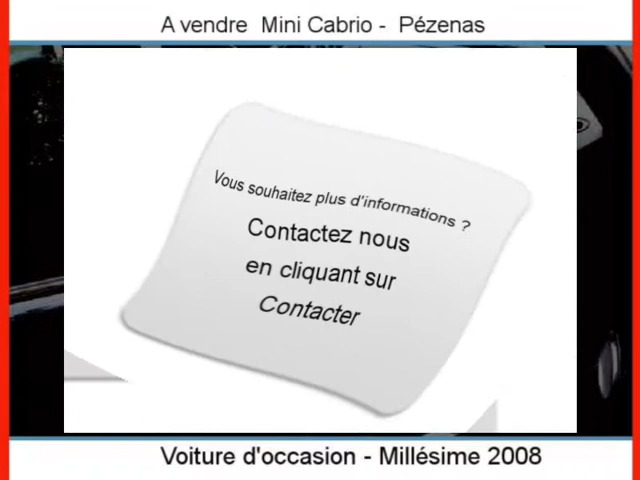 A vendre Mini Cabrio - Pézenas
Vous souhaitez plus d'informations ?
Contactez nous
en cliquant sur
Contacter
Voiture d'occasion - Millésime 2008